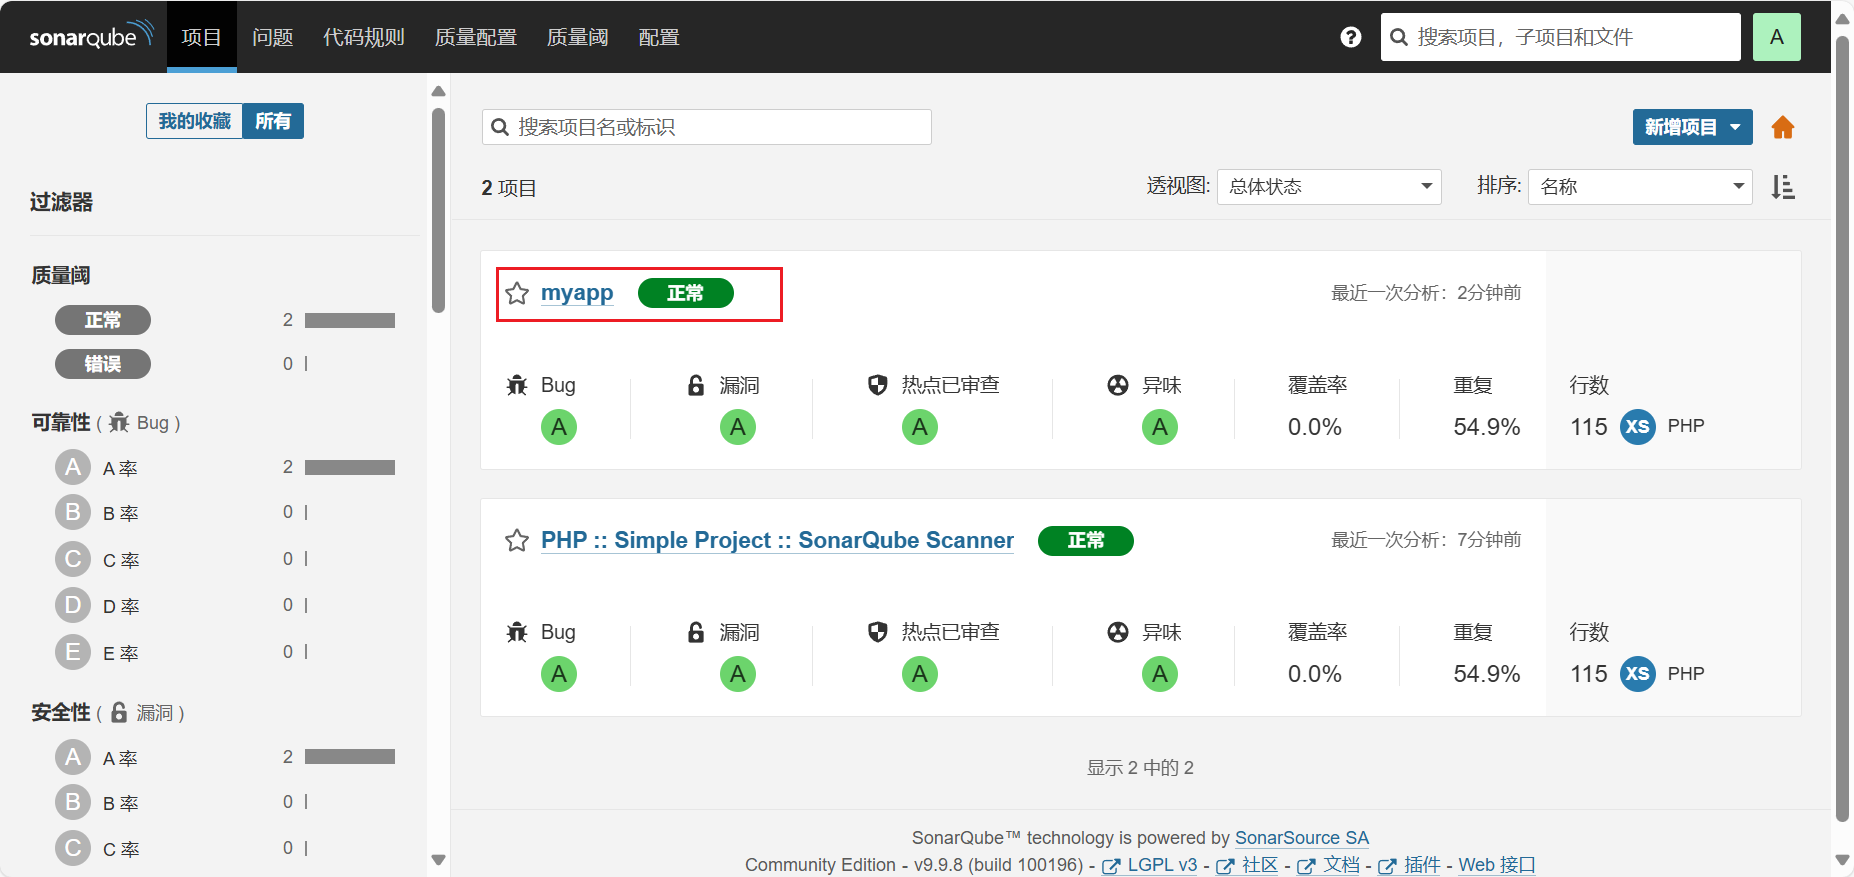 sonarqube 项目 问题 代码规则 质量配置 质量阈 配置 ? 搜索项目，子项目和文件 A
我的收藏 所有
过滤器
质量阈
正常 2
错误 0
可靠性 ( Bug )
A A 率 2
B B 率 0
C C 率 0
D D 率 0
E E 率 0
安全性 ( 漏洞 )
A A 率 2
B B 率 0
C C 率 0
搜索项目名或标识 新增项目
2 项目 透视图: 总体状态 排序: 名称
myapp 正常 最近一次分析：2分钟前
Bug 漏洞 热点已审查 异味 覆盖率 重复 行数
A A A A 0.0% 54.9% 115 XS PHP
PHP :: Simple Project :: SonarQube Scanner 正常 最近一次分析：7分钟前
Bug 漏洞 热点已审查 异味 覆盖率 重复 行数
A A A A 0.0% 54.9% 115 XS PHP
显示 2 中的 2
SonarQube™ technology is powered by SonarSource SA
Community Edition - v9.9.8 (build 100196) - LGPL v3 - 社区 - 文档 - 插件 - Web 接口